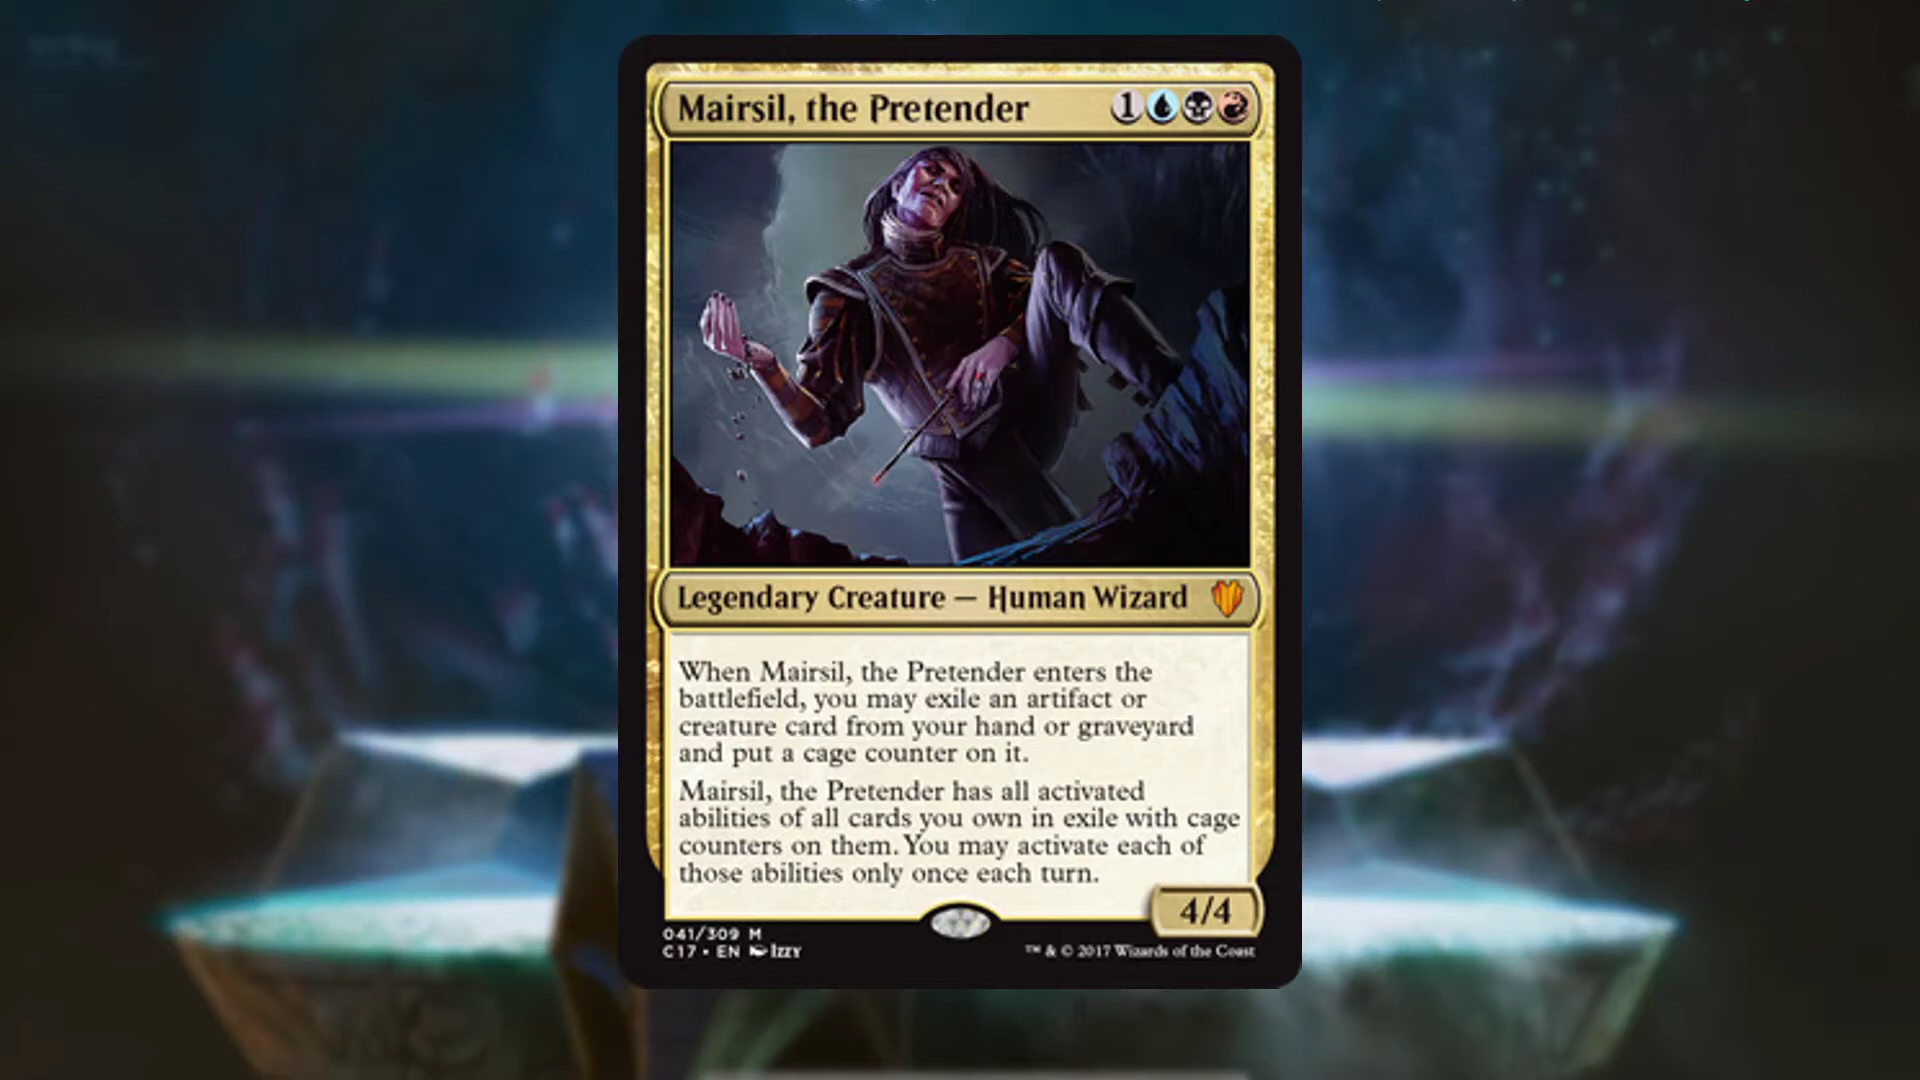 Mairsil, the Pretender 1
Legendary Creature — Human Wizard
When Mairsil, the Pretender enters the
battlefield, you may exile an artifact or
creature card from your hand or graveyard
and put a cage counter on it.
Mairsil, the Pretender has all activated
abilities of all cards you own in exile with cage
counters on them. You may activate each of
those abilities only once each turn.
4/4
041/309 M
C17 • EN Izzy
™ & © 2017 Wizards of the Coast